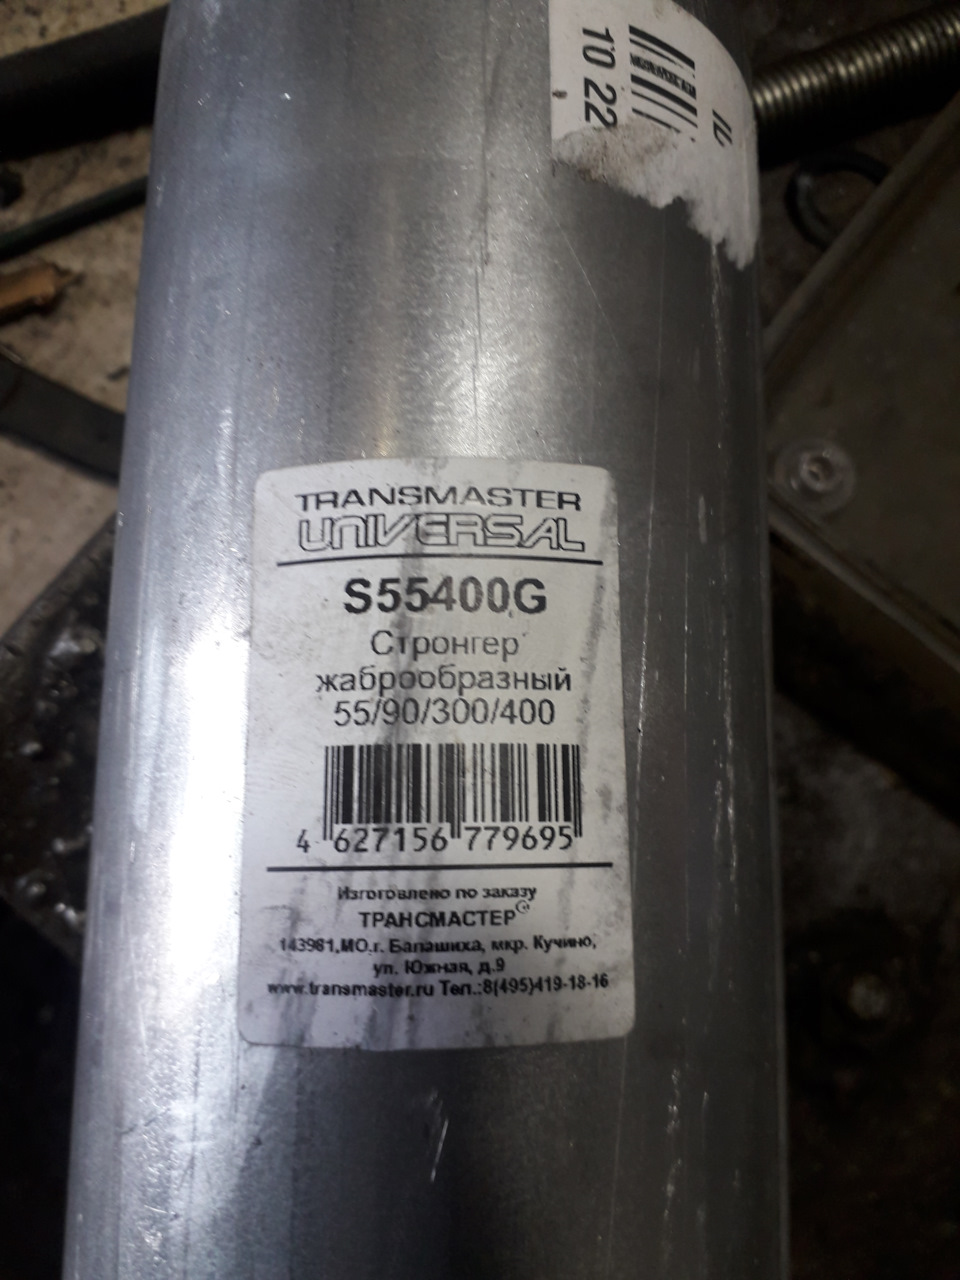 10 22
TRANSMASTER
UNIVERSAL
S55400G
Стронгер
жаброобразный
55/90/300/400
4 627156 779695
Изготовлено по заказу
ТРАНСМАСТЕР
143981,МО.г. Балашиха, мкр. Кучино,
ул. Южная, д.9
www.transmaster.ru Тел.:8(495)419-18-16